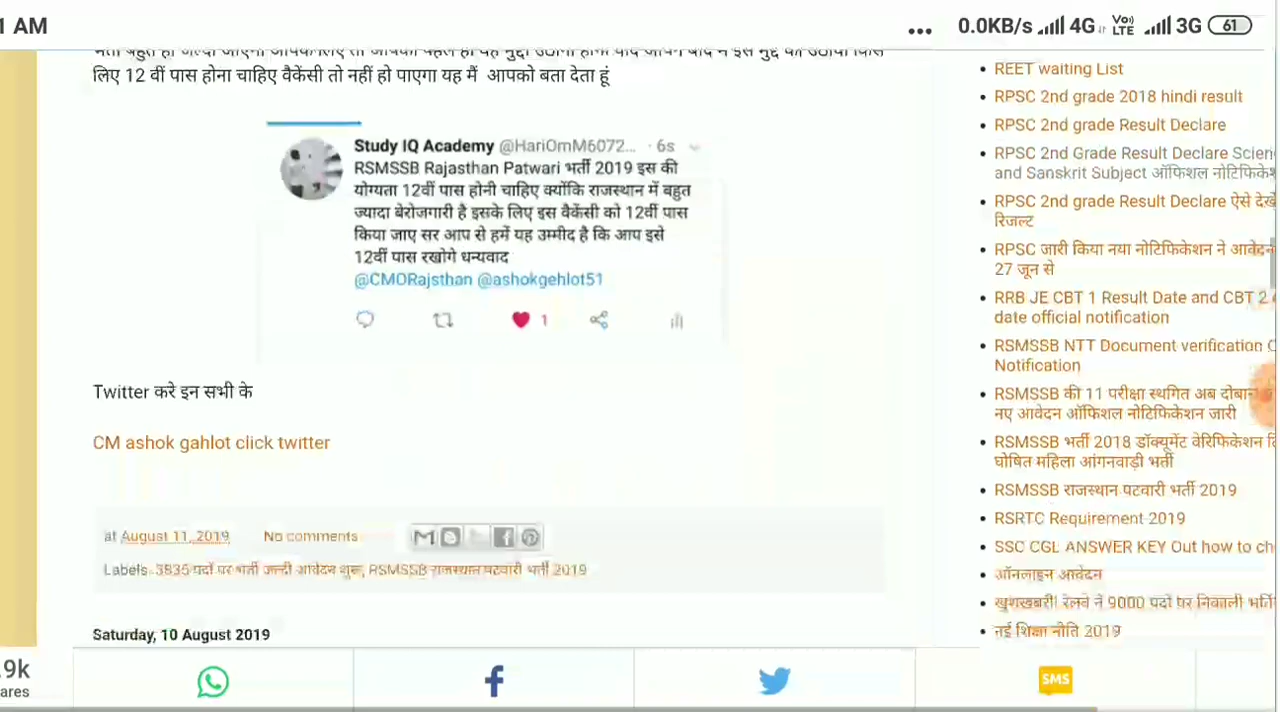 1 AM
... 0.0KB/s 4G VoLTE 3G 61
लिए 12 वीं पास होना चाहिए वैकेंसी तो नहीं हो पाएगा यह मैं आपको बता देता हूं
Study IQ Academy @HariOmM6072... · 6s
RSMSSB Rajasthan Patwari भर्ती 2019 इस की
योग्यता 12वीं पास होनी चाहिए क्योंकि राजस्थान में बहुत
ज्यादा बेरोजगारी है इसके लिए इस वैकेंसी को 12वीं पास
किया जाए सर आप से हमें यह उम्मीद है कि आप इसे
12वीं पास रखोगे धन्यवाद
@CMORajsthan @ashokgehlot51
1
Twitter करे इन सभी के
CM ashok gahlot click twitter
at August 11, 2019 No comments
Labels: 3835 पदों पर भर्ती जल्दी आवेदन शुरू, RSMSSB राजस्थान पटवारी भर्ती 2019
Saturday, 10 August 2019
REET waiting List
RPSC 2nd grade 2018 hindi result
RPSC 2nd grade Result Declare
RPSC 2nd Grade Result Declare Scien
and Sanskrit Subject ऑफिशल नोटिफिकेश
RPSC 2nd grade Result Declare ऐसे देखे
रिजल्ट
RPSC जारी किया नया नोटिफिकेशन ने आवेदन
27 जून से
RRB JE CBT 1 Result Date and CBT 2
date official notification
RSMSSB NTT Document verification
Notification
RSMSSB की 11 परीक्षा स्थगित अब दोबारा
नए आवेदन ऑफिशल नोटिफिकेशन जारी
RSMSSB भर्ती 2018 डॉक्यूमेंट वेरिफिकेशन
घोषित महिला आंगनवाड़ी भर्ती
RSMSSB राजस्थान पटवारी भर्ती 2019
RSRTC Requirement 2019
SSC CGL ANSWER KEY Out how to ch
ऑनलाइन आवेदन
खुशखबरी! रेलवे ने 9000 पदों पर निकाली भर्ति
नई शिक्षा नीति 2019
.9k
ares
SMS